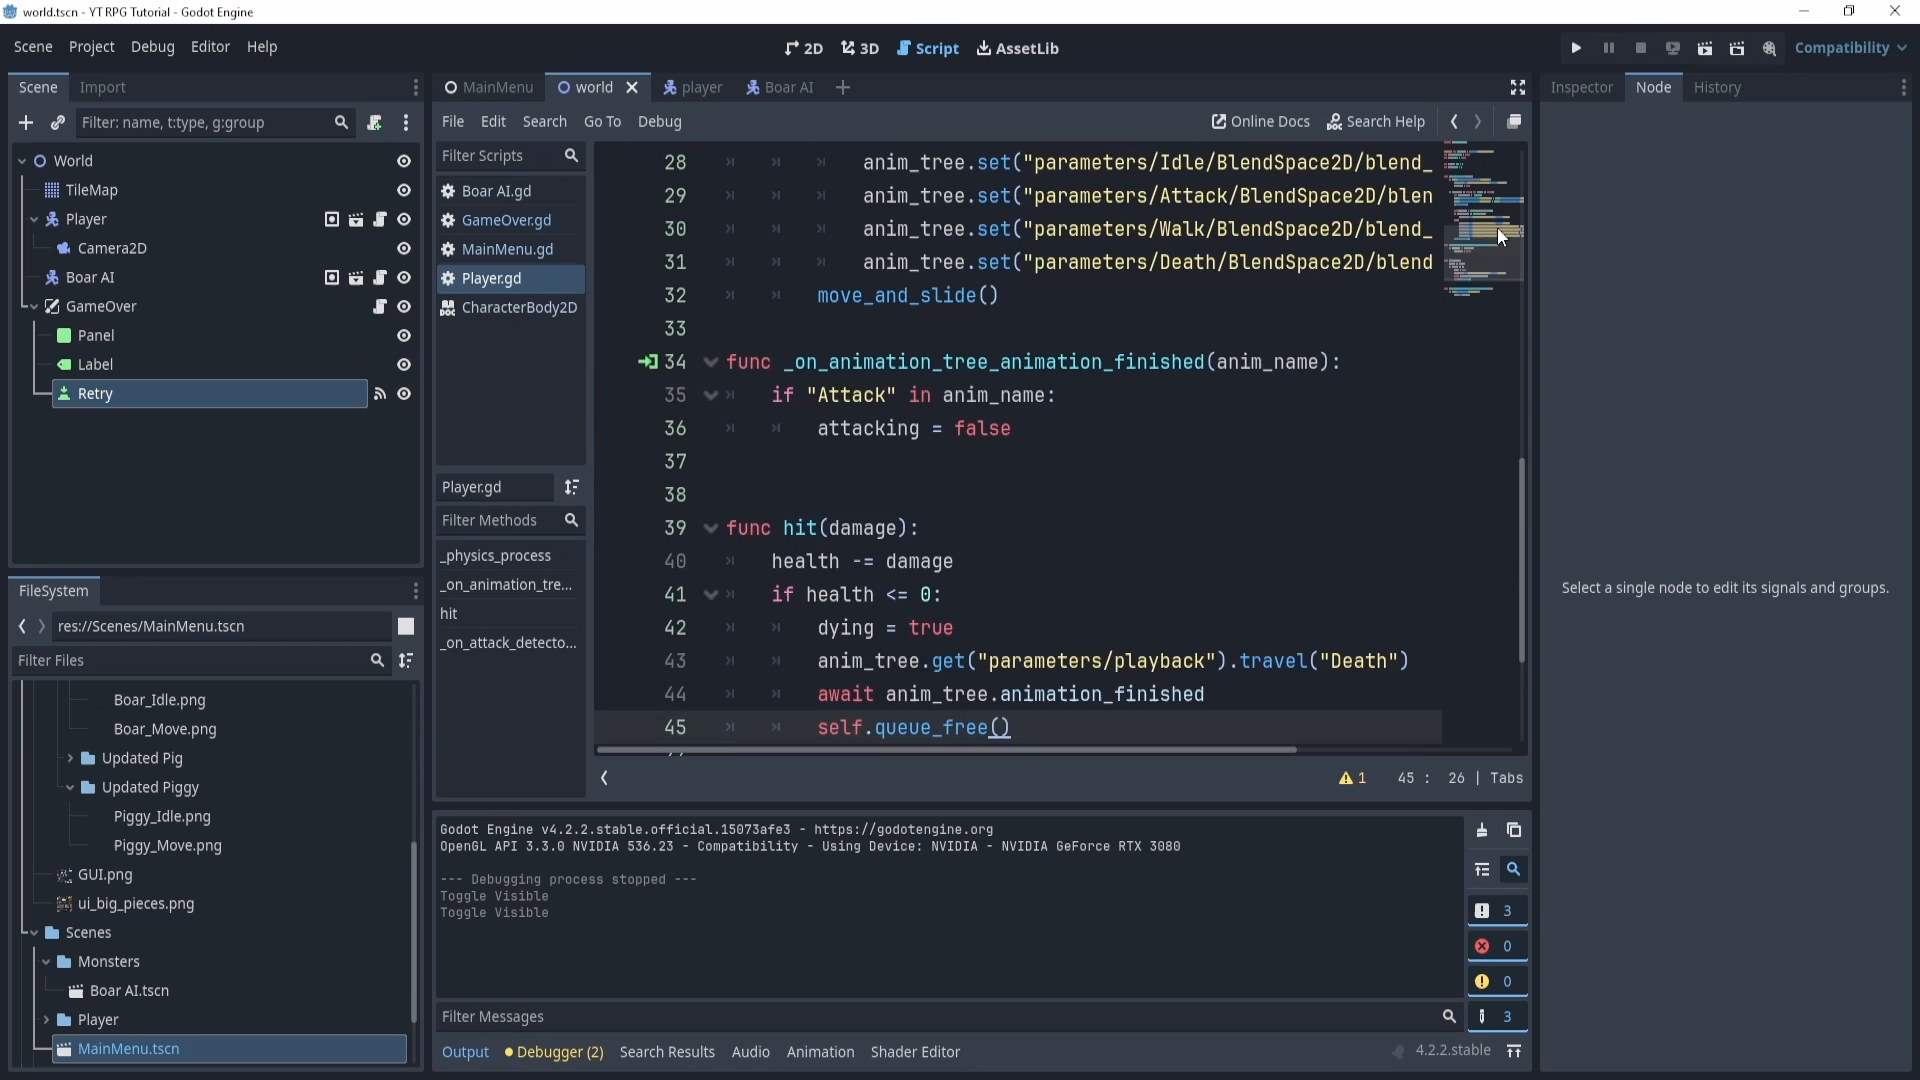 world.tscn - YT RPG Tutorial - Godot Engine
Scene Project Debug Editor Help
2D 3D Script AssetLib
Compatibility
Scene Import
MainMenu world player Boar AI
Inspector Node History
Filter: name, t:type, g:group
File Edit Search Go To Debug
Online Docs Search Help
World
TileMap
Player
Camera2D
Boar AI
GameOver
Panel
Label
Retry
Filter Scripts
Boar AI.gd
GameOver.gd
MainMenu.gd
Player.gd
CharacterBody2D
Player.gd
Filter Methods
_physics_process
_on_animation_tre...
hit
_on_attack_detecto...
28 anim_tree.set("parameters/Idle/BlendSpace2D/blend_
29 anim_tree.set("parameters/Attack/BlendSpace2D/blen
30 anim_tree.set("parameters/Walk/BlendSpace2D/blend_
31 anim_tree.set("parameters/Death/BlendSpace2D/blend
32 move_and_slide()
33
34 func _on_animation_tree_animation_finished(anim_name):
35 if "Attack" in anim_name:
36 attacking = false
37
38
39 func hit(damage):
40 health -= damage
41 if health <= 0:
42 dying = true
43 anim_tree.get("parameters/playback").travel("Death")
44 await anim_tree.animation_finished
45 self.queue_free()
1 45 : 26 | Tabs
Select a single node to edit its signals and groups.
FileSystem
res://Scenes/MainMenu.tscn
Filter Files
Boar_Idle.png
Boar_Move.png
Updated Pig
Updated Piggy
Piggy_Idle.png
Piggy_Move.png
GUI.png
ui_big_pieces.png
Scenes
Monsters
Boar AI.tscn
Player
MainMenu.tscn
Godot Engine v4.2.2.stable.official.15073afe3 - https://godotengine.org
OpenGL API 3.3.0 NVIDIA 536.23 - Compatibility - Using Device: NVIDIA - NVIDIA GeForce RTX 3080
--- Debugging process stopped ---
Toggle Visible
Toggle Visible
3
0
0
3
Filter Messages
Output Debugger (2) Search Results Audio Animation Shader Editor
4.2.2.stable